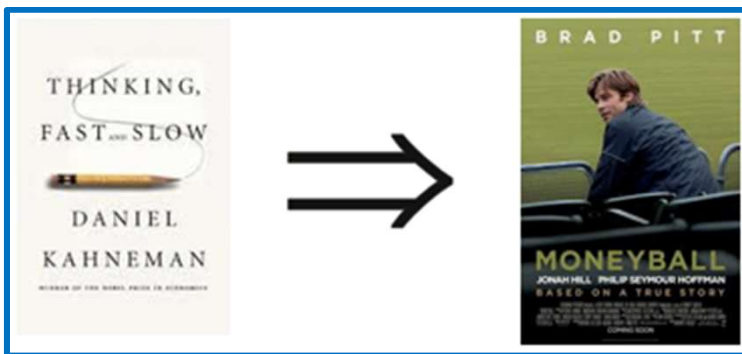 THINKING,
FAST AND SLOW
DANIEL
KAHNEMAN
WINNER OF THE NOBEL PRIZE IN ECONOMICS
BRAD PITT
MONEYBALL
JONAH HILL PHILIP SEYMOUR HOFFMAN
BASED ON A TRUE STORY
COMING SOON